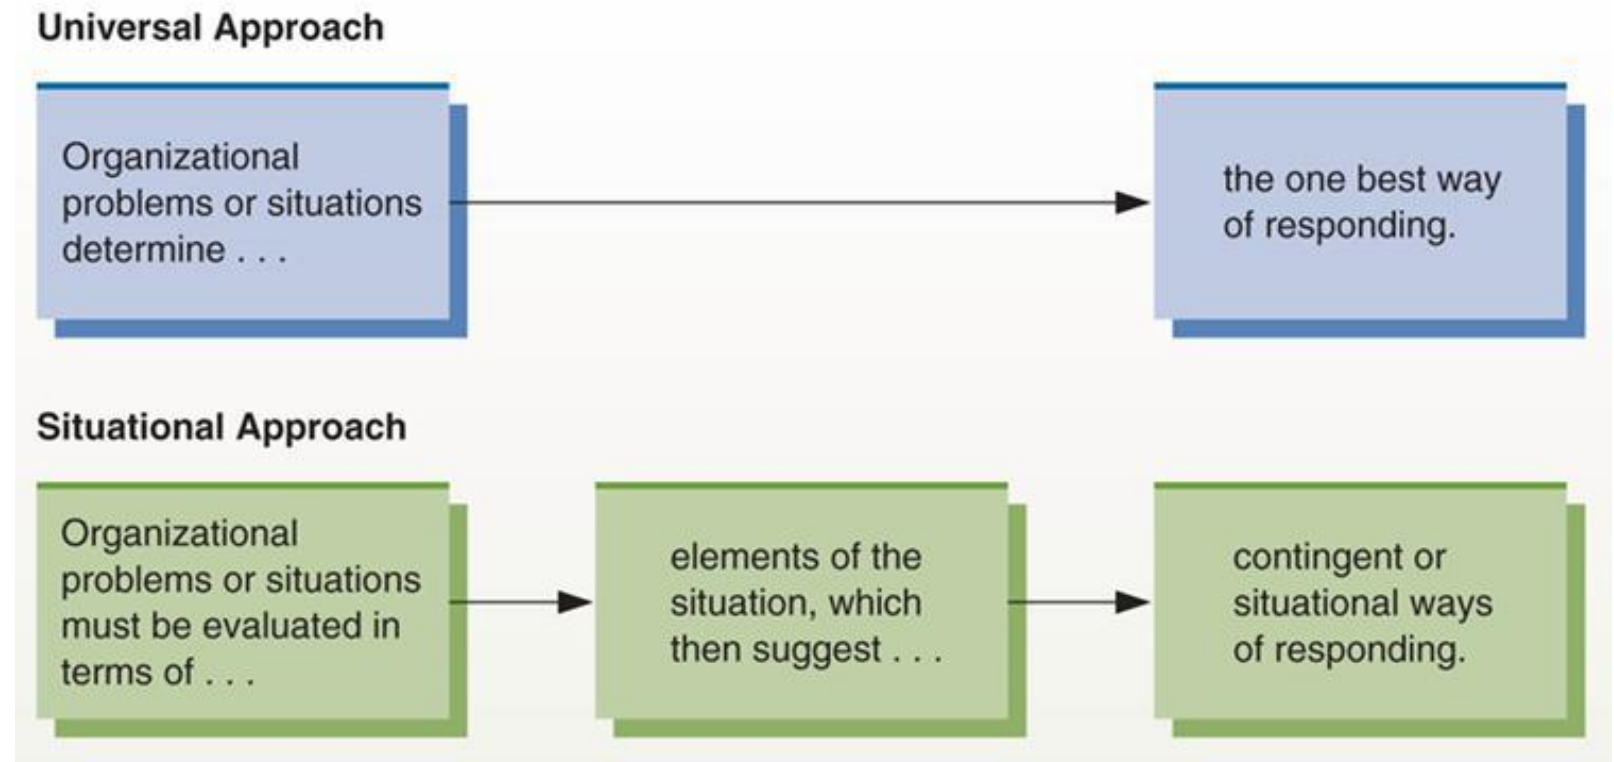 Universal Approach
Organizational
problems or situations
determine . . .
the one best way
of responding.
Situational Approach
Organizational
problems or situations
must be evaluated in
terms of . . .
elements of the
situation, which
then suggest . . .
contingent or
situational ways
of responding.